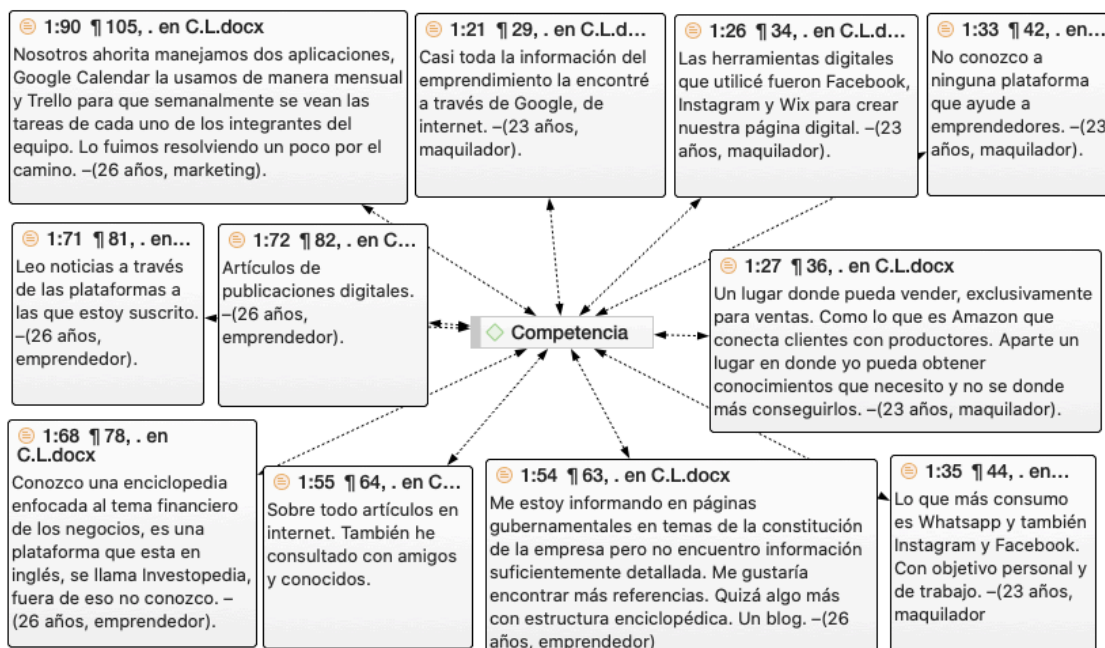 1:90 ¶ 105, . en C.L.docx
Nosotros ahorita manejamos dos aplicaciones,
Google Calendar la usamos de manera mensual
y Trello para que semanalmente se vean las
tareas de cada uno de los integrantes del
equipo. Lo fuimos resolviendo un poco por el
camino. –(26 años, marketing).
1:21 ¶ 29, . en C.L.d...
Casi toda la información del
emprendimiento la encontré
a través de Google, de
internet. –(23 años,
maquilador).
1:26 ¶ 34, . en C.L.d...
Las herramientas digitales
que utilicé fueron Facebook,
Instagram y Wix para crear
nuestra página digital. –(23
años, maquilador).
1:33 ¶ 42, . en...
No conozco a
ninguna plataforma
que ayude a
emprendedores. –(23
años, maquilador).
1:71 ¶ 81, . en...
Leo noticias a través
de las plataformas a
las que estoy suscrito.
–(26 años,
emprendedor).
1:72 ¶ 82, . en C...
Artículos de
publicaciones digitales.
–(26 años,
emprendedor).
Competencia
1:27 ¶ 36, . en C.L.docx
Un lugar donde pueda vender, exclusivamente
para ventas. Como lo que es Amazon que
conecta clientes con productores. Aparte un
lugar en donde yo pueda obtener
conocimientos que necesito y no se donde
más conseguirlos. –(23 años, maquilador).
1:68 ¶ 78, . en
C.L.docx
Conozco una enciclopedia
enfocada al tema financiero
de los negocios, es una
plataforma que esta en
inglés, se llama Investopedia,
fuera de eso no conozco. –
(26 años, emprendedor).
1:55 ¶ 64, . en C...
Sobre todo artículos en
internet. También he
consultado con amigos
y conocidos.
1:54 ¶ 63, . en C.L.docx
Me estoy informando en páginas
gubernamentales en temas de la constitución
de la empresa pero no encuentro información
suficientemente detallada. Me gustaría
encontrar más referencias. Quizá algo más
con estructura enciclopédica. Un blog. –(26
años, emprendedor)
1:35 ¶ 44, . en...
Lo que más consumo
es Whatsapp y también
Instagram y Facebook.
Con objetivo personal y
de trabajo. –(23 años,
maquilador